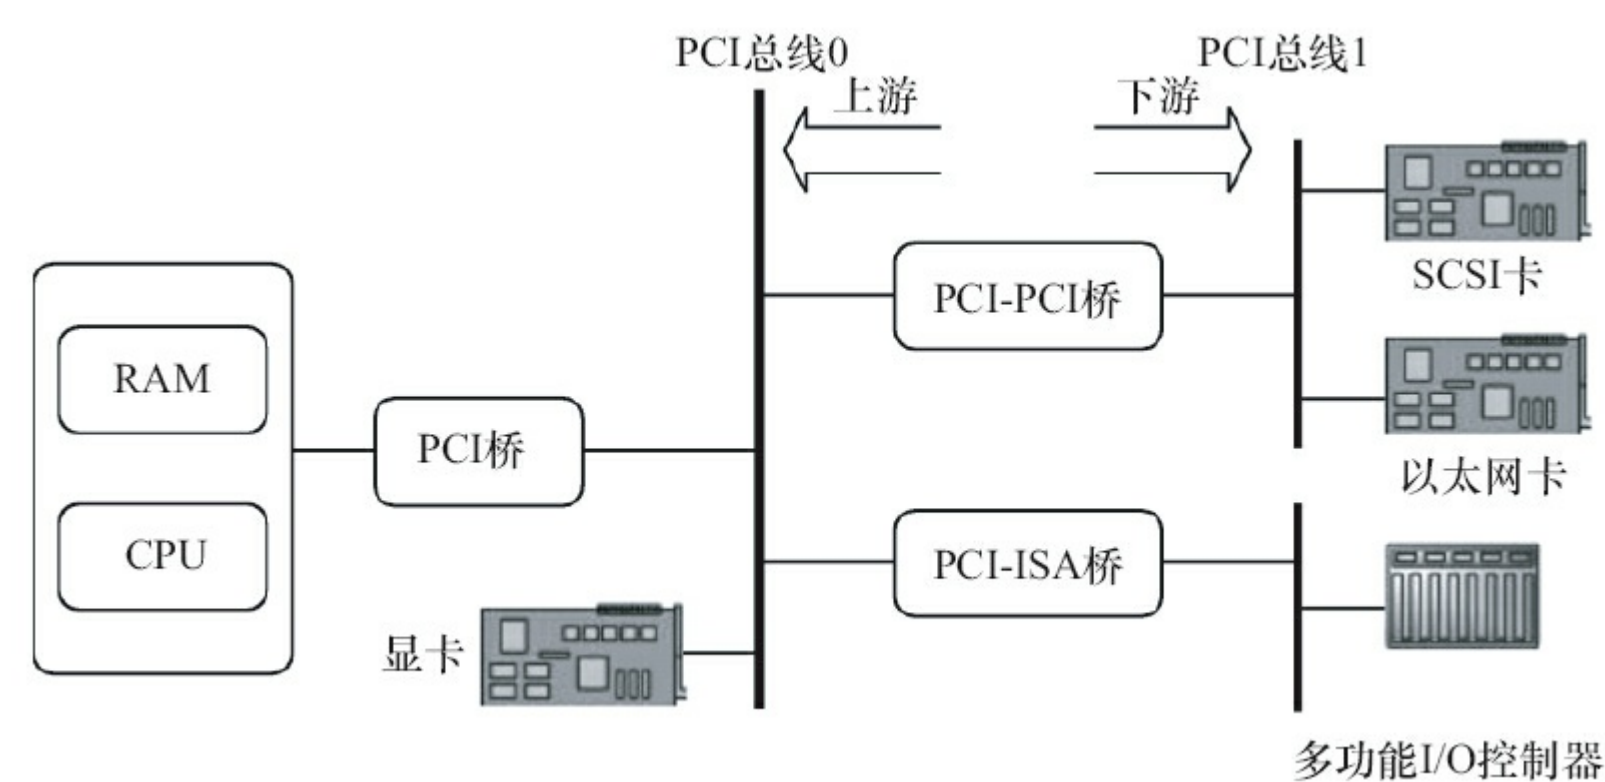 PCI总线0
PCI总线1
上游
下游
SCSI卡
PCI-PCI桥
RAM
PCI桥
以太网卡
CPU
PCI-ISA桥
显卡
多功能I/O控制器